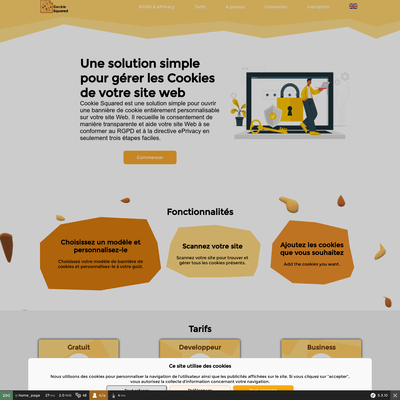 Cookie
Squared
RGPD & ePrivacy
Tarifs
A propos
Connexion
Inscription
Une solution simple
pour gérer les Cookies
de votre site web
Cookie Squared est une solution simple pour ouvrir
une bannière de cookie entièrement personnalisable
sur votre site Web. Il recueille le consentement de
manière transparente et aide votre site Web à se
conformer au RGPD et à la directive ePrivacy en
seulement trois étapes faciles.
Commencer
Fonctionnalités
Choisissez un modèle et
personnalisez-le
Choisissez votre modèle de bannière de
cookies et personnalisez-le à votre goût.
Scannez votre site
Scannez votre site pour trouver et
gérer tous les cookies présents.
Ajoutez les cookies
que vous souhaitez
Add the cookies you want.
Tarifs
Gratuit
Developpeur
Business
Ce site utilise des cookies
Nous utilisons des cookies pour personnaliser la navigation de l'utilisateur ainsi que les publicités affichées sur le site. Si vous cliquez sur "accepter",
vous autorisez la collecte d'information concernant votre navigation.
200
@ home_page
27 ms
2.0 MiB
n/a
4 ms